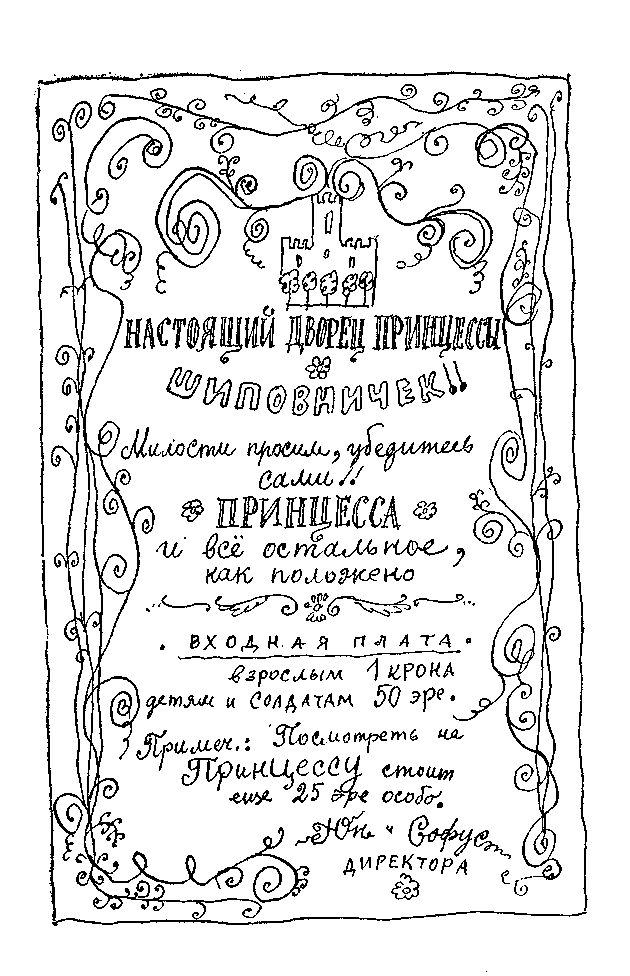 НАСТОЯЩИЙ ДВОРЕЦ ПРИНЦЕССЫ
ШИПОВНИЧЕК!!
Милости просим, убедитесь
сами!!
ПРИНЦЕССА
и всё остальное,
как положено
ВХОДНАЯ ПЛАТА.
взрослым 1 КРОНА
детям и СОЛДАТАМ 50 эре.
Примеч.: Посмотреть на
Принцессу стоит
еще 25 эре особо.
Юн и Софус
ДИРЕКТОРА